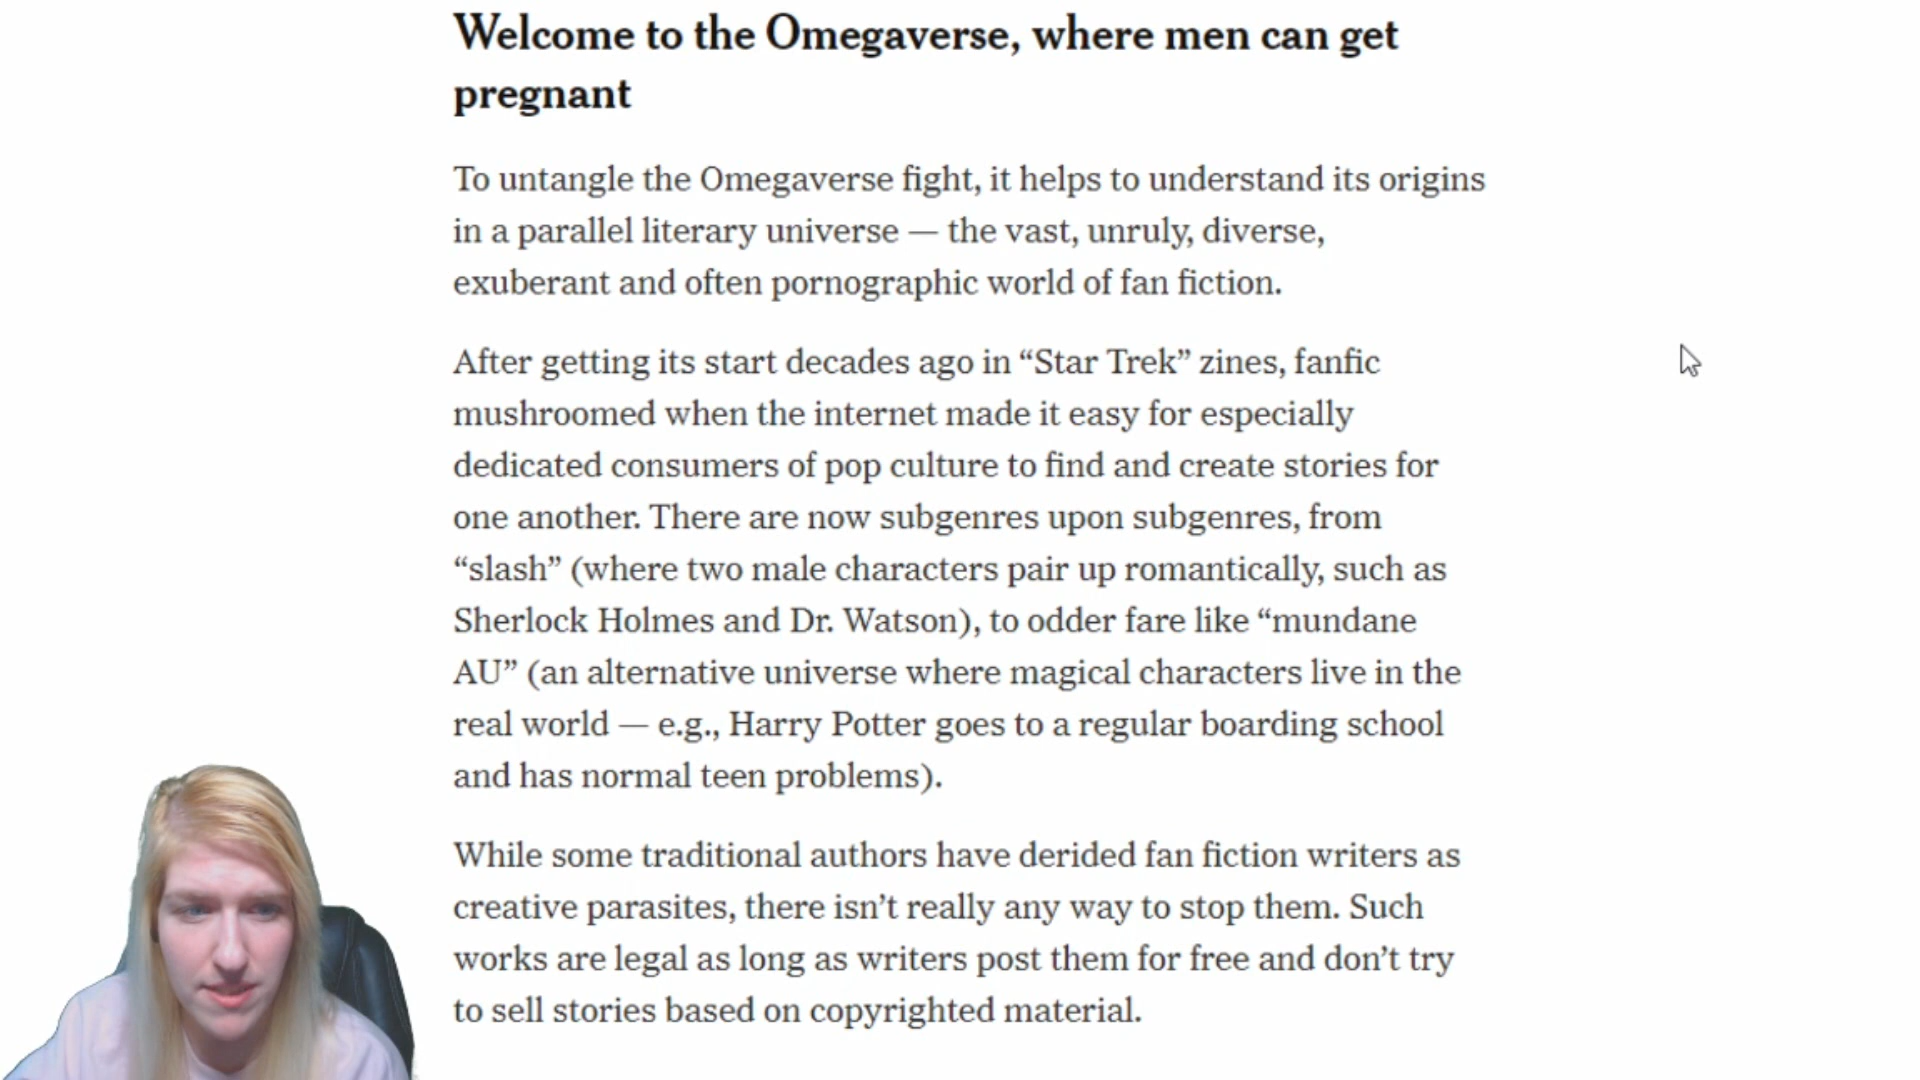 Welcome to the Omegaverse, where men can get
pregnant
To untangle the Omegaverse fight, it helps to understand its origins
in a parallel literary universe — the vast, unruly, diverse,
exuberant and often pornographic world of fan fiction.
After getting its start decades ago in “Star Trek” zines, fanfic
mushroomed when the internet made it easy for especially
dedicated consumers of pop culture to find and create stories for
one another. There are now subgenres upon subgenres, from
“slash” (where two male characters pair up romantically, such as
Sherlock Holmes and Dr. Watson), to odder fare like “mundane
AU” (an alternative universe where magical characters live in the
real world — e.g., Harry Potter goes to a regular boarding school
and has normal teen problems).
While some traditional authors have derided fan fiction writers as
creative parasites, there isn’t really any way to stop them. Such
works are legal as long as writers post them for free and don’t try
to sell stories based on copyrighted material.